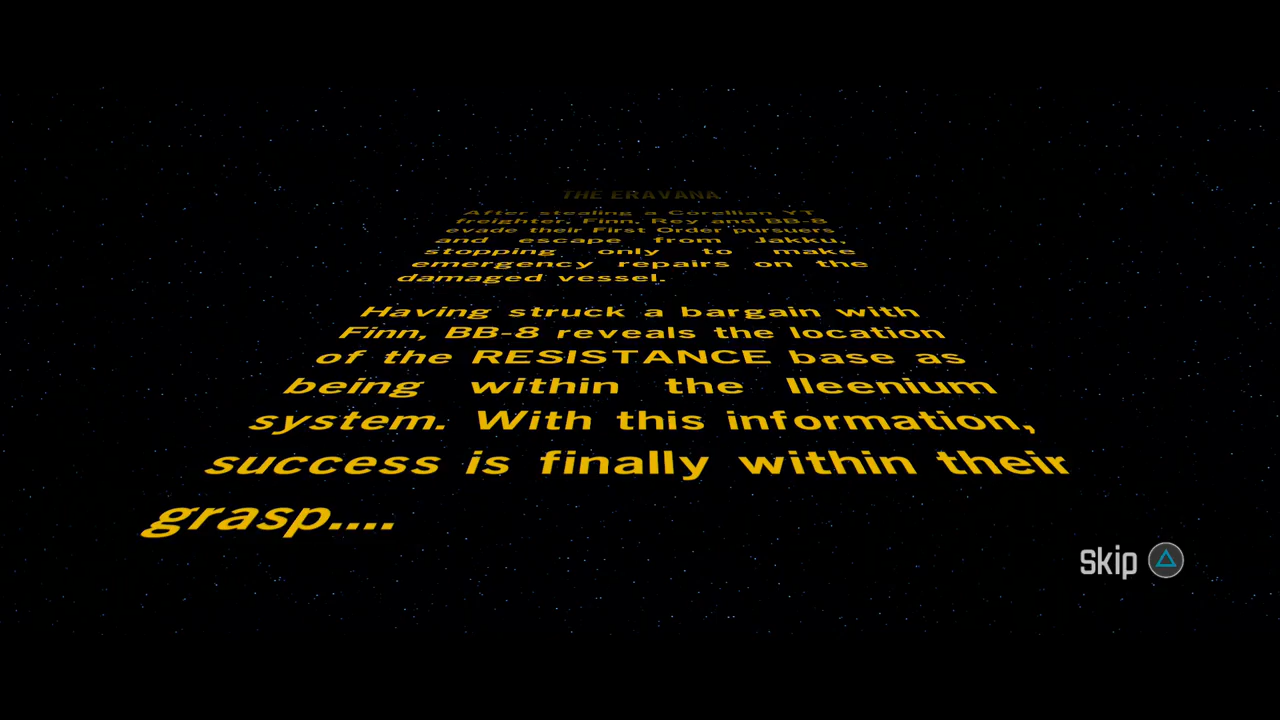 THE ERAVANA
After stealing a Corellian YT
freighter, Finn, Rey and BB-8
evade their First Order pursuers
and escape from Jakku,
stopping only to make
emergency repairs on the
damaged vessel.
Having struck a bargain with
Finn, BB-8 reveals the location
of the RESISTANCE base as
being within the Ileenium
system. With this information,
success is finally within their
grasp....
Skip